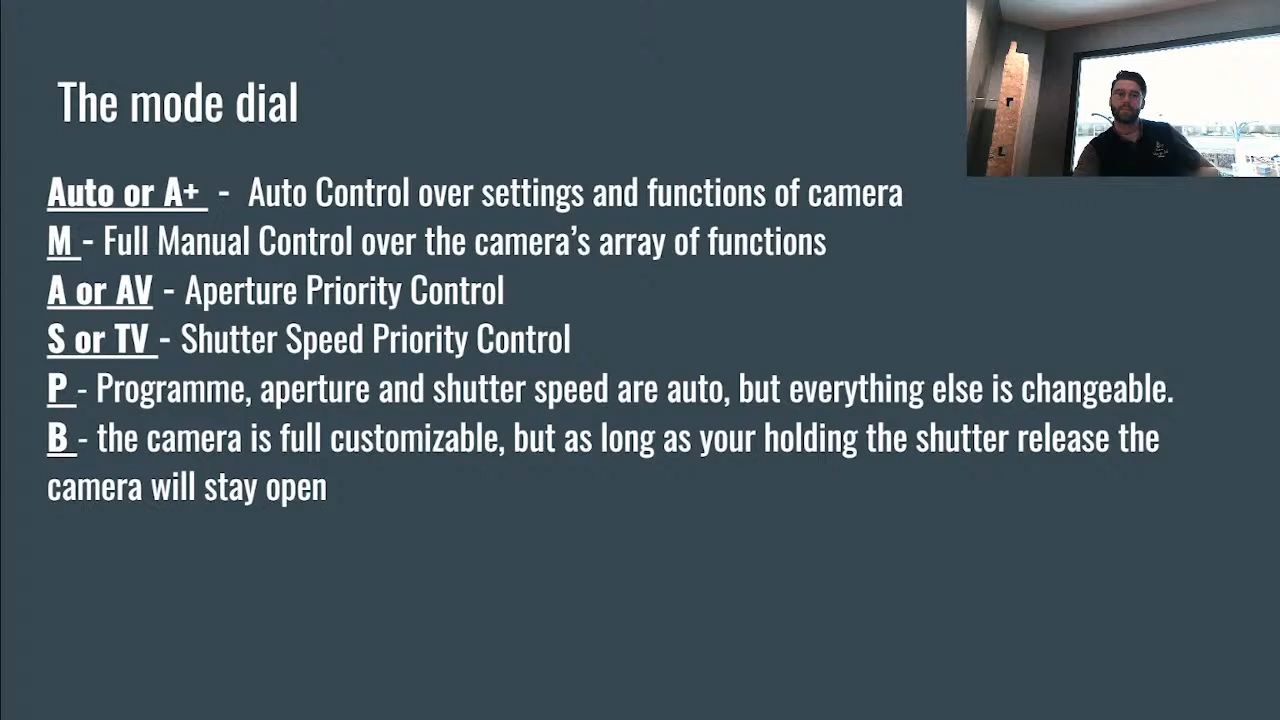 The mode dial
Auto or A+ - Auto Control over settings and functions of camera
M - Full Manual Control over the camera's array of functions
A or AV - Aperture Priority Control
S or TV - Shutter Speed Priority Control
P - Programme, aperture and shutter speed are auto, but everything else is changeable.
B - the camera is full customizable, but as long as your holding the shutter release the
camera will stay open